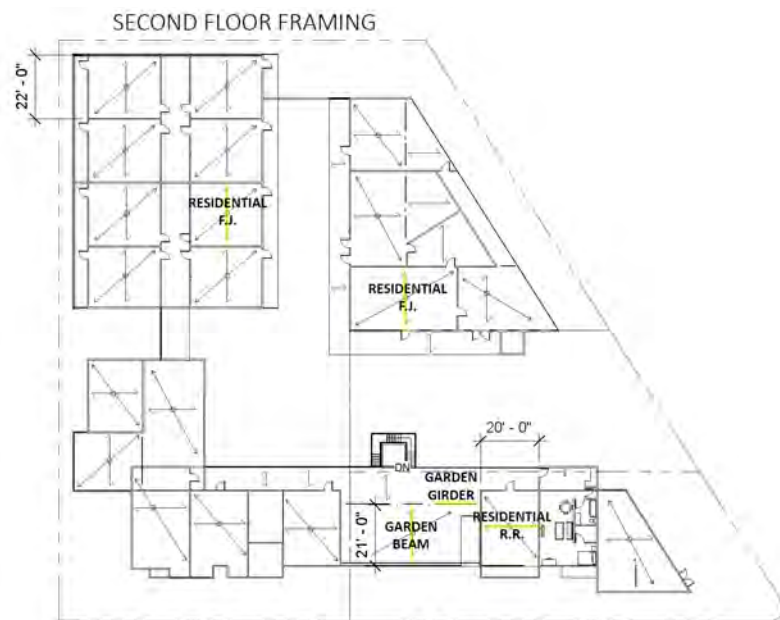 SECOND FLOOR FRAMING
22' - 0"
RESIDENTIAL
F.J.
RESIDENTIAL
F.J.
20' - 0"
DN
GARDEN
GIRDER
21' - 0"
GARDEN
BEAM
RESIDENTIAL
R.R.